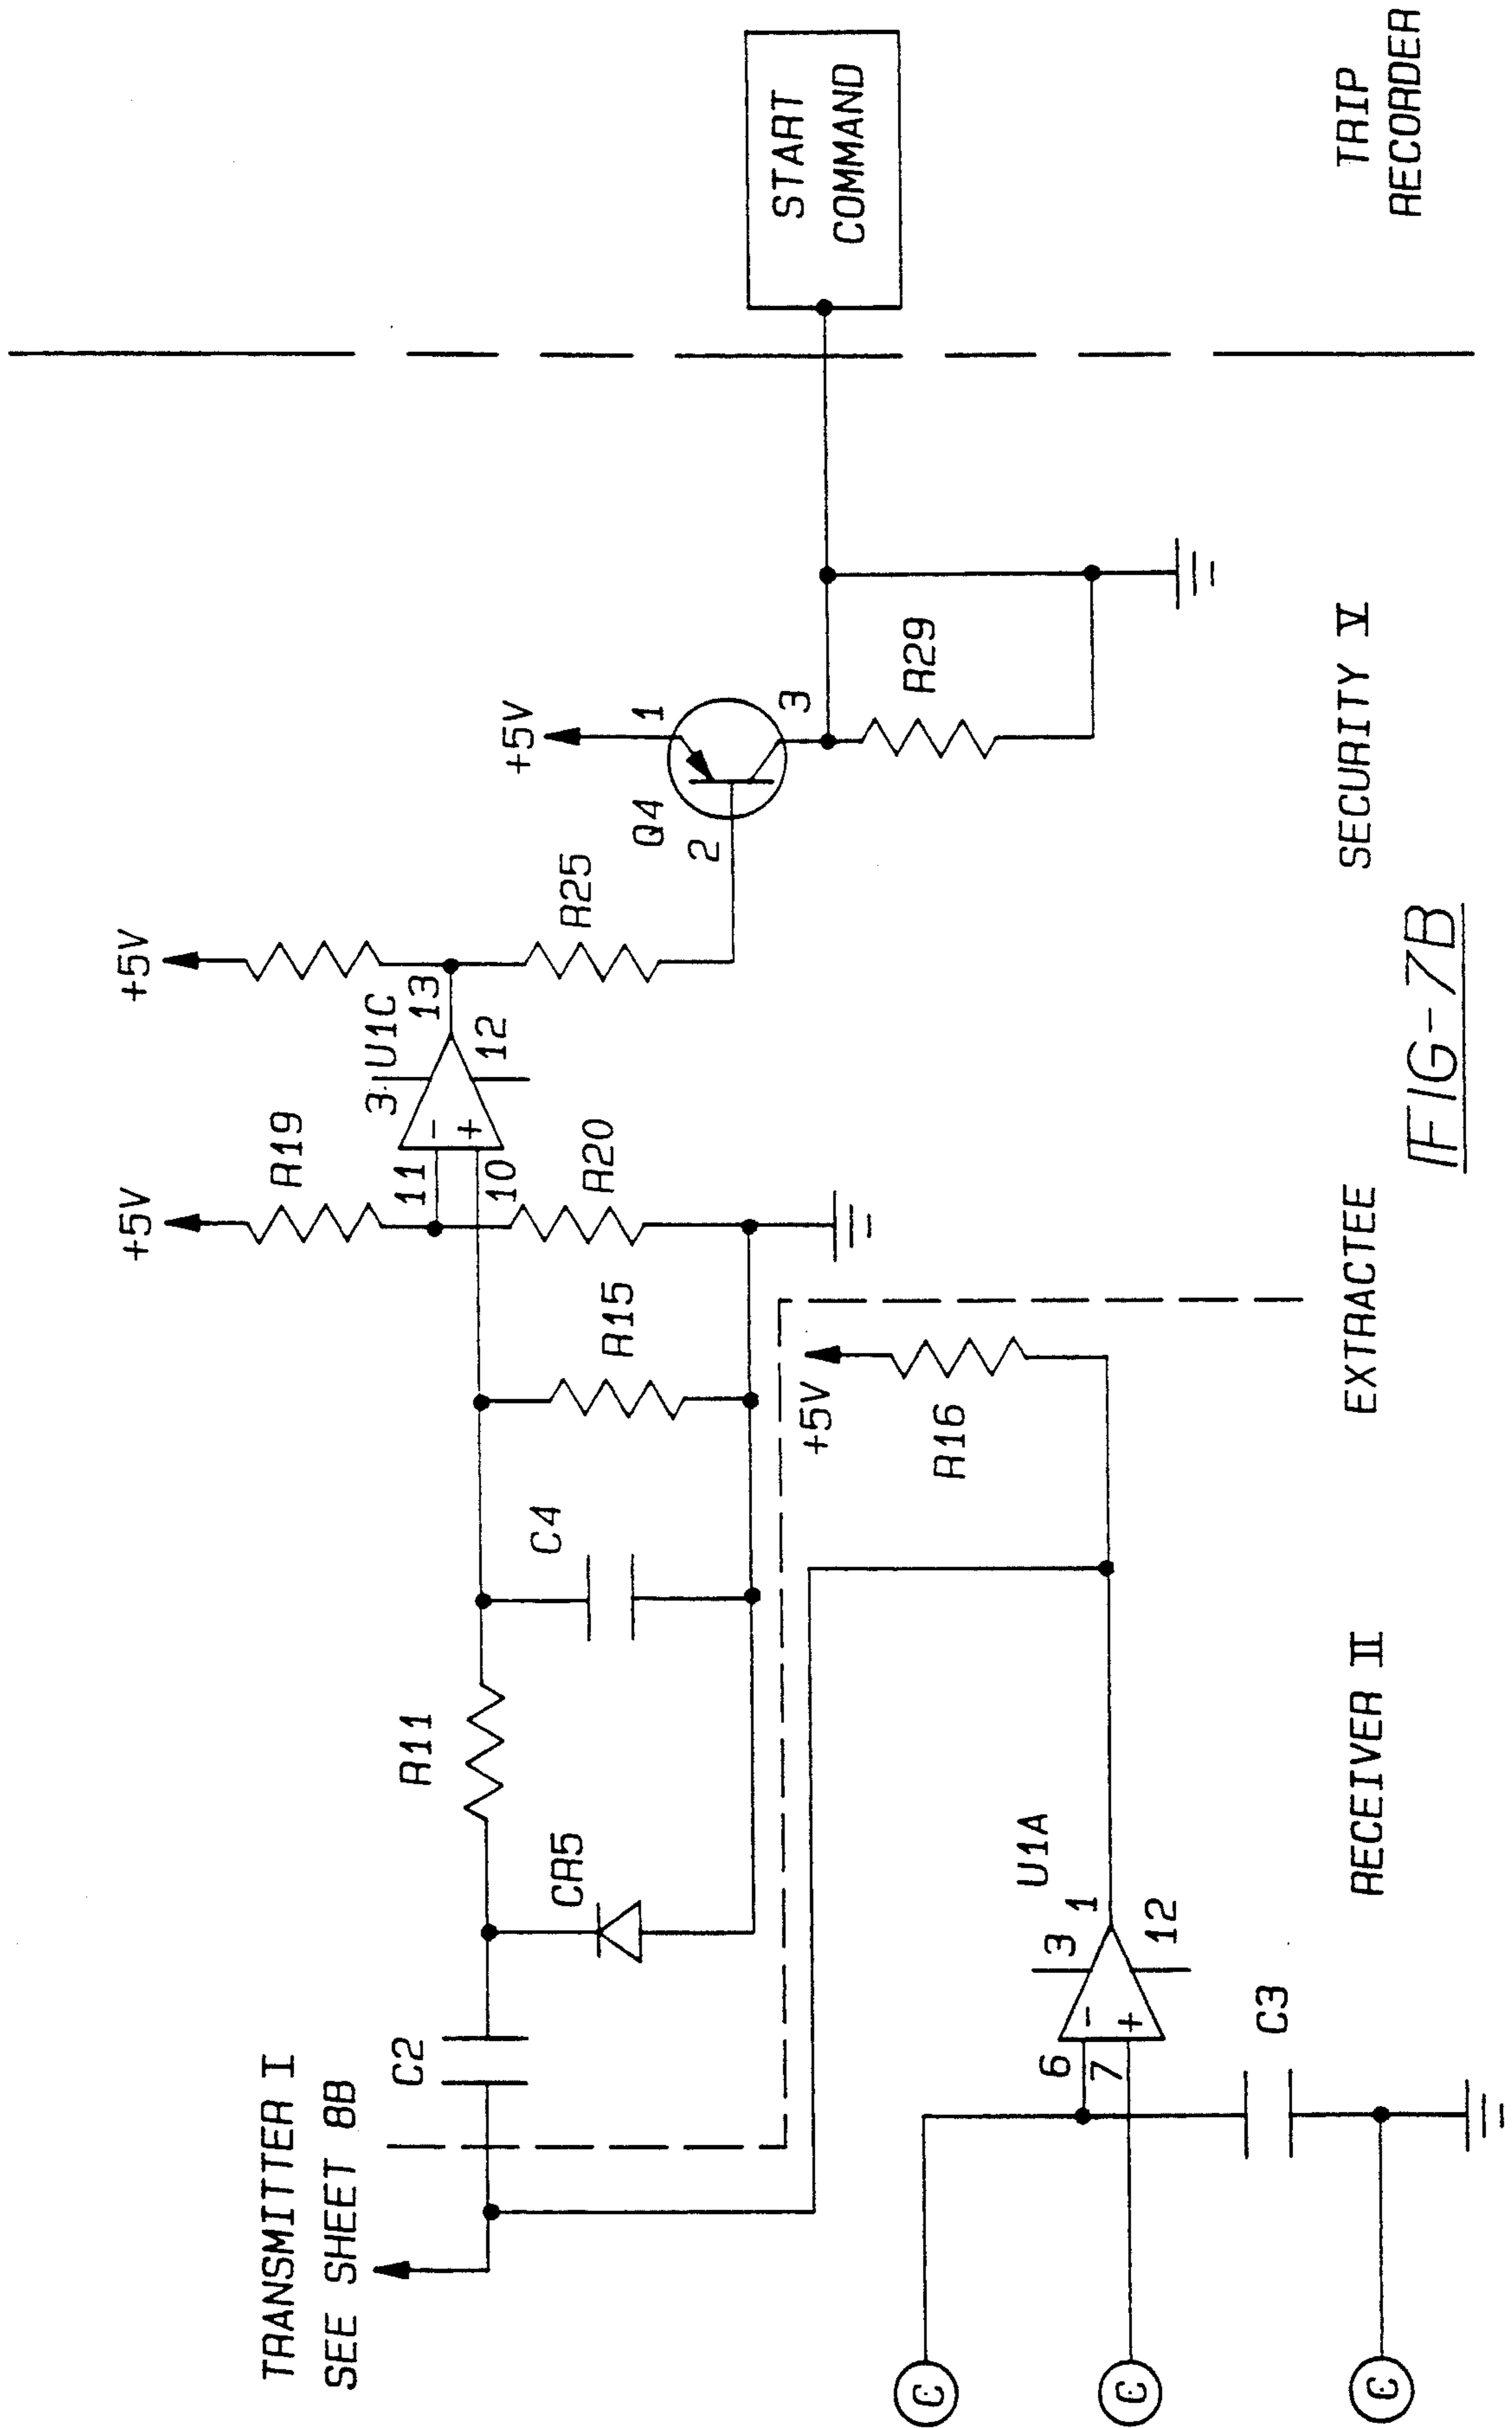 TRANSMITTER I
SEE SHEET 8B
C2
CR5
R11
C4
R15
+5V
R19
11
10
R20
3
U1C
13
12
+5V
R25
+5V
Q4
1
2
3
R29
START
COMMAND
+5V
R16
U1A
6
7
3
1
12
C3
C
C
C
RECEIVER II
EXTRACTEE
SECURITY V
TRIP
RECORDER
FIG-7B